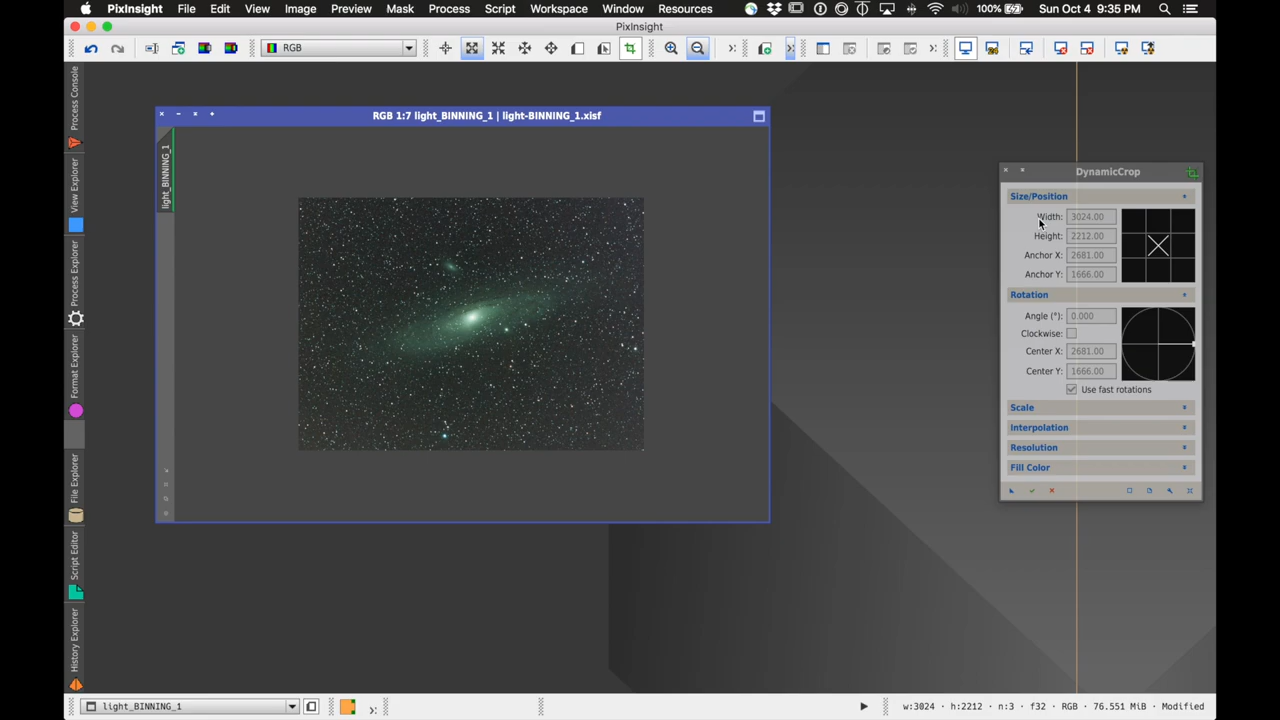 PixInsight File Edit View Image Preview Mask Process Script Workspace Window Resources 100% Sun Oct 4 9:35 PM
PixInsight
RGB
RGB 1:7 light_BINNING_1 | light-BINNING_1.xisf
light_BINNING_1
Process Console
View Explorer
Process Explorer
Format Explorer
File Explorer
Script Editor
History Explorer
DynamicCrop
Size/Position
Width: 3024.00
Height: 2212.00
Anchor X: 2681.00
Anchor Y: 1666.00
Rotation
Angle (°): 0.000
Clockwise:
Center X: 2681.00
Center Y: 1666.00
Use fast rotations
Scale
Interpolation
Resolution
Fill Color
light_BINNING_1
w:3024 · h:2212 · n:3 · f32 · RGB · 76.551 MiB · Modified